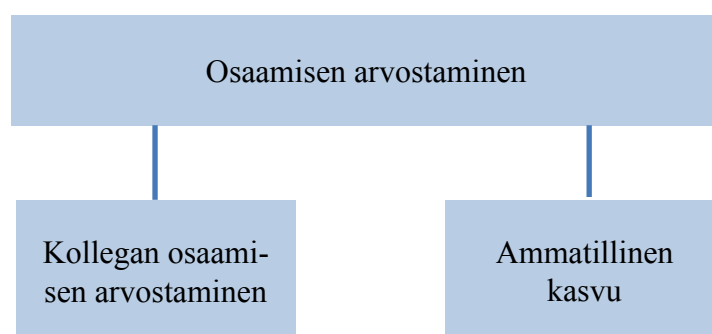 Osaamisen arvostaminen
Kollegan osaami-
sen arvostaminen
Ammatillinen
kasvu